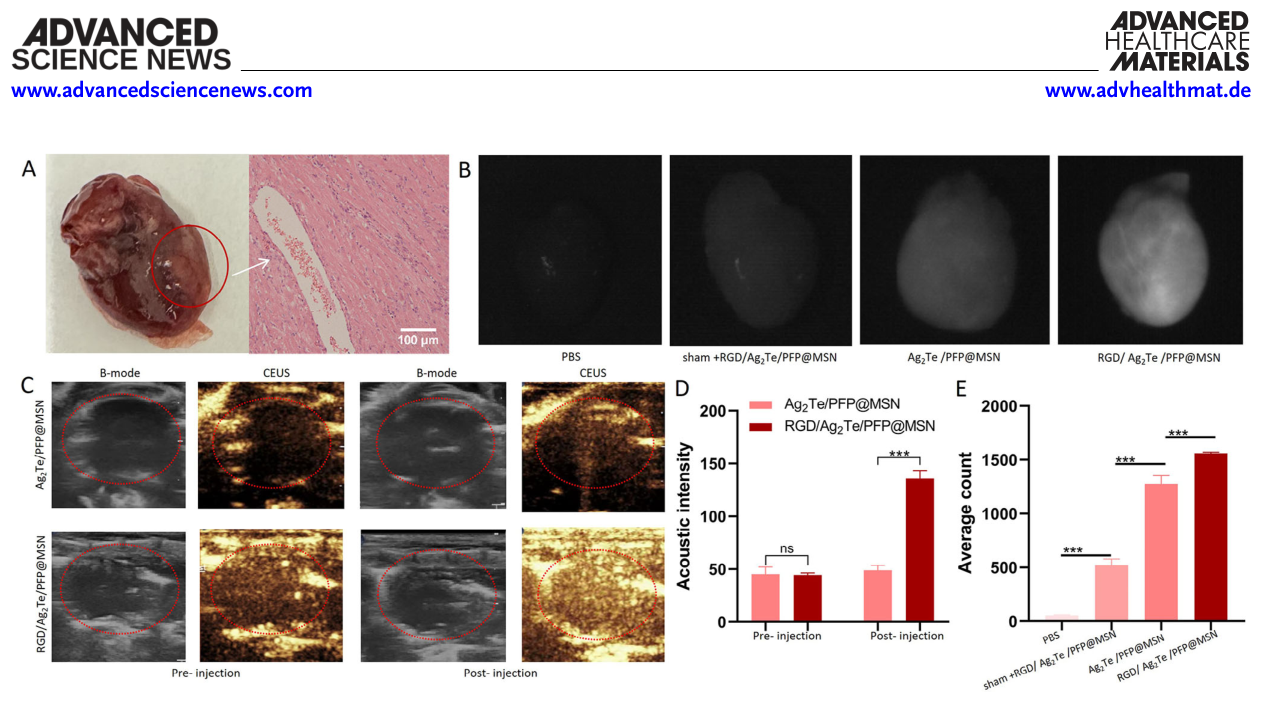 ADVANCED
SCIENCE NEWS
www.advancedsciencenews.com
ADVANCED
HEALTHCARE
MATERIALS
www.advhealthmat.de
A
100 µm
B
PBS
sham +RGD/Ag₂Te/PFP@MSN
Ag₂Te /PFP@MSN
RGD/ Ag₂Te /PFP@MSN
C
B-mode
CEUS
B-mode
CEUS
Ag₂Te/PFP@MSN
RGD/Ag₂Te/PFP@MSN
Pre- injection
Post- injection
D
Ag₂Te/PFP@MSN
RGD/Ag₂Te/PFP@MSN
Acoustic intensity
200
150
100
50
0
ns
***
Pre- injection
Post- injection
E
Average count
2000
1500
1000
500
0
***
***
***
PBS
sham +RGD/ Ag₂Te /PFP@MSN
Ag₂Te /PFP@MSN
RGD/ Ag₂Te /PFP@MSN